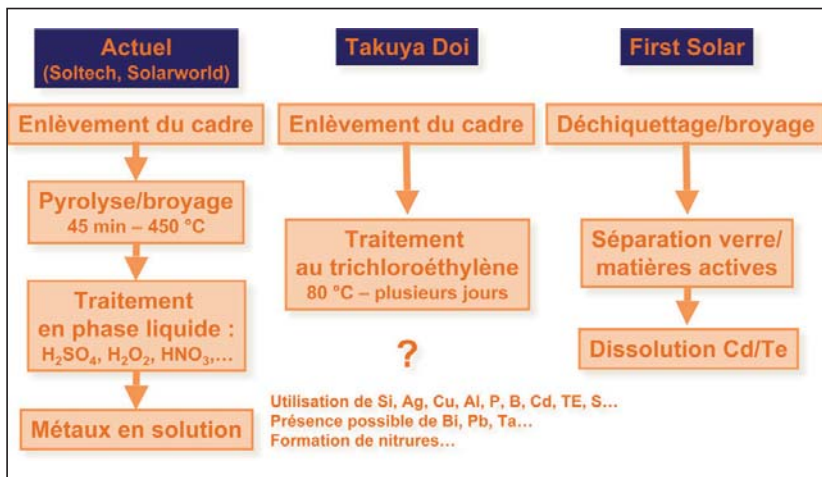 Actuel
(Soltech, Solarworld)
Enlèvement du cadre
Pyrolyse/broyage
45 min – 450 °C
Traitement
en phase liquide :
H₂SO₄, H₂O₂, HNO₃,…
Métaux en solution
Takuya Doi
Enlèvement du cadre
Traitement
au trichloroéthylène
80 °C – plusieurs jours
?
Utilisation de Si, Ag, Cu, Al, P, B, Cd, TE, S…
Présence possible de Bi, Pb, Ta…
Formation de nitrures…
First Solar
Déchiquettage/broyage
Séparation verre/
matières actives
Dissolution Cd/Te